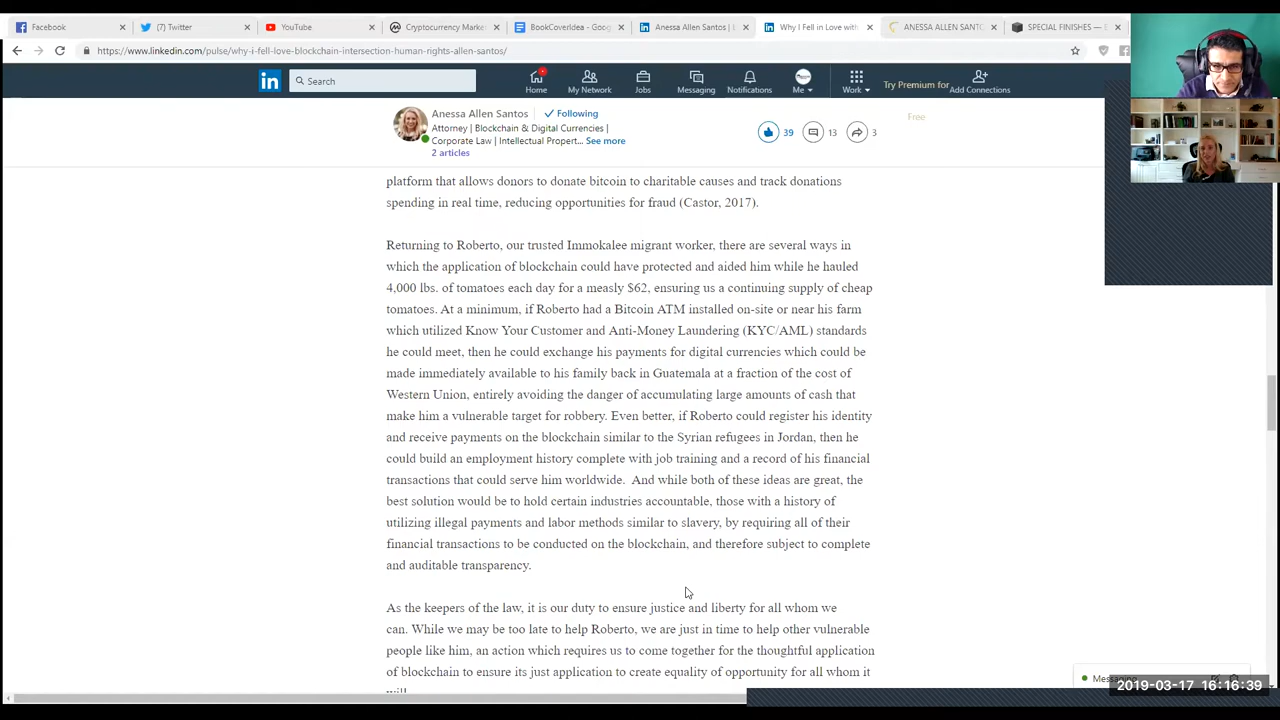 Facebook
(7) Twitter
YouTube
Cryptocurrency Marke
BookCoverIdea - Goog
Anessa Allen Santos | L
Why I Fell in Love with
ANESSA ALLEN SANTO
SPECIAL FINISHES — E
https://www.linkedin.com/pulse/why-i-fell-love-blockchain-intersection-human-rights-allen-santos/
in
Search
Home
My Network
Jobs
Messaging
Notifications
Me
Work
Try Premium for
Free
Add Connections
Anessa Allen Santos
Following
Attorney | Blockchain & Digital Currencies |
Corporate Law | Intellectual Propert... See more
2 articles
39
13
3
platform that allows donors to donate bitcoin to charitable causes and track donations
spending in real time, reducing opportunities for fraud (Castor, 2017).
Returning to Roberto, our trusted Immokalee migrant worker, there are several ways in
which the application of blockchain could have protected and aided him while he hauled
4,000 lbs. of tomatoes each day for a measly $62, ensuring us a continuing supply of cheap
tomatoes. At a minimum, if Roberto had a Bitcoin ATM installed on-site or near his farm
which utilized Know Your Customer and Anti-Money Laundering (KYC/AML) standards
he could meet, then he could exchange his payments for digital currencies which could be
made immediately available to his family back in Guatemala at a fraction of the cost of
Western Union, entirely avoiding the danger of accumulating large amounts of cash that
make him a vulnerable target for robbery. Even better, if Roberto could register his identity
and receive payments on the blockchain similar to the Syrian refugees in Jordan, then he
could build an employment history complete with job training and a record of his financial
transactions that could serve him worldwide. And while both of these ideas are great, the
best solution would be to hold certain industries accountable, those with a history of
utilizing illegal payments and labor methods similar to slavery, by requiring all of their
financial transactions to be conducted on the blockchain, and therefore subject to complete
and auditable transparency.
As the keepers of the law, it is our duty to ensure justice and liberty for all whom we
can. While we may be too late to help Roberto, we are just in time to help other vulnerable
people like him, an action which requires us to come together for the thoughtful application
of blockchain to ensure its just application to create equality of opportunity for all whom it
will
Messaging
2019-03-17 16:16:39